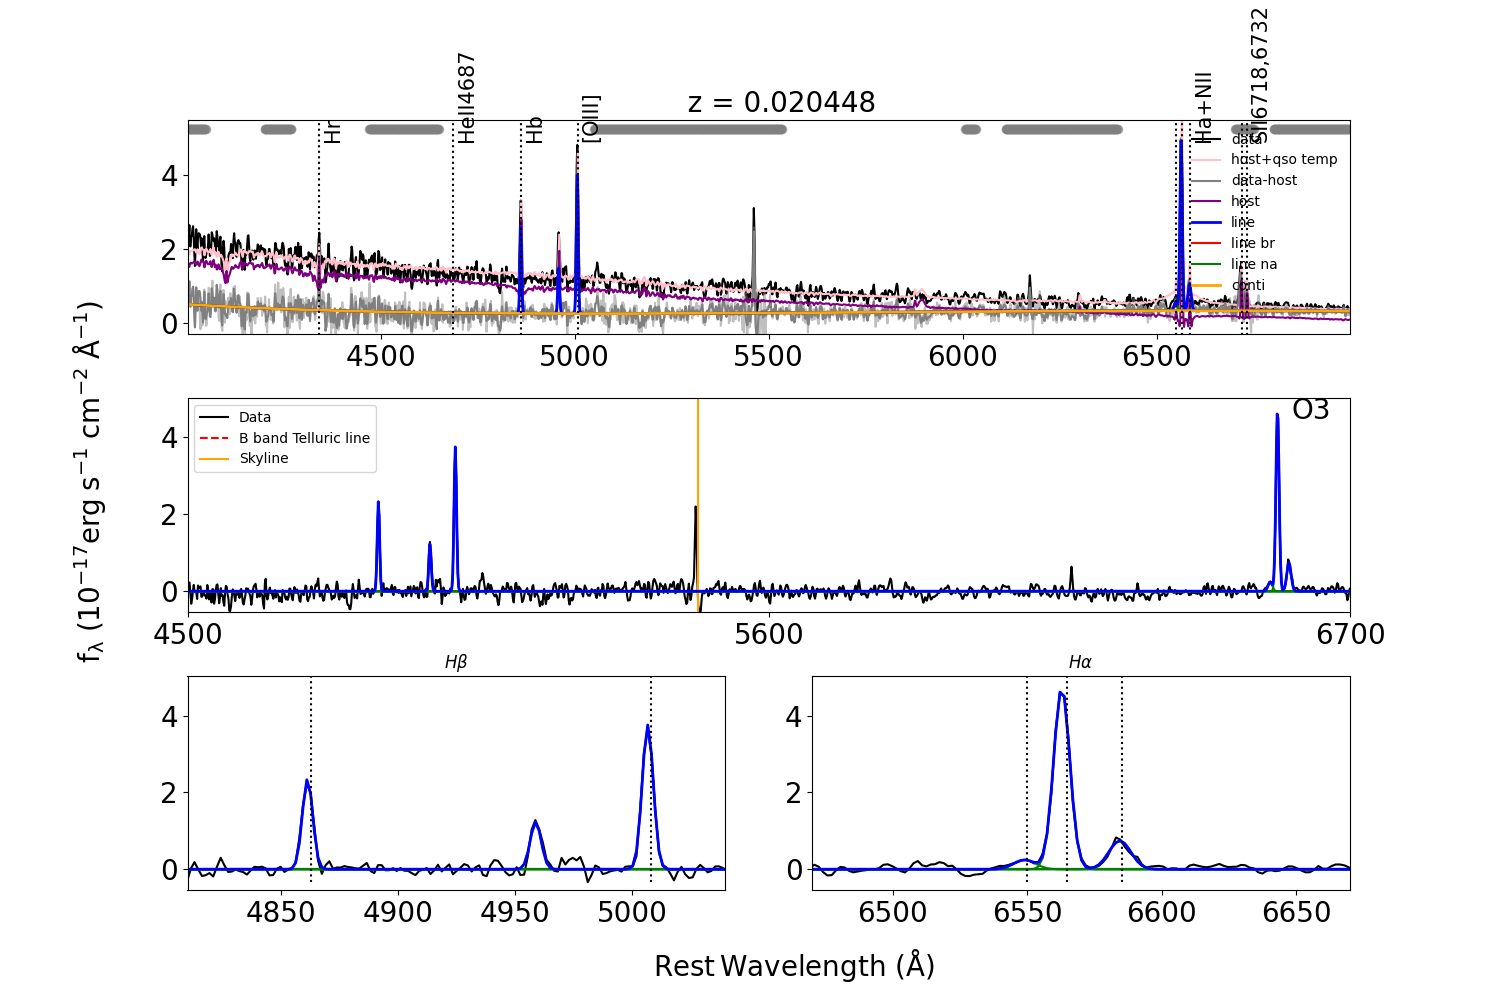 z = 0.020448
Hr
HeII4687
Hb
[OIII]
Ha+NII
SII6718,6732
data
host+qso temp
data-host
host
line
line br
line na
conti
4
2
0
4500
5000
5500
6000
6500
fλ (10⁻¹⁷erg s⁻¹ cm⁻² Å⁻¹)
Data
B band Telluric line
Skyline
O3
4
2
0
4500
5600
6700
Hβ
4
2
0
4850
4900
4950
5000
Hα
4
2
0
6500
6550
6600
6650
Rest Wavelength (Å)